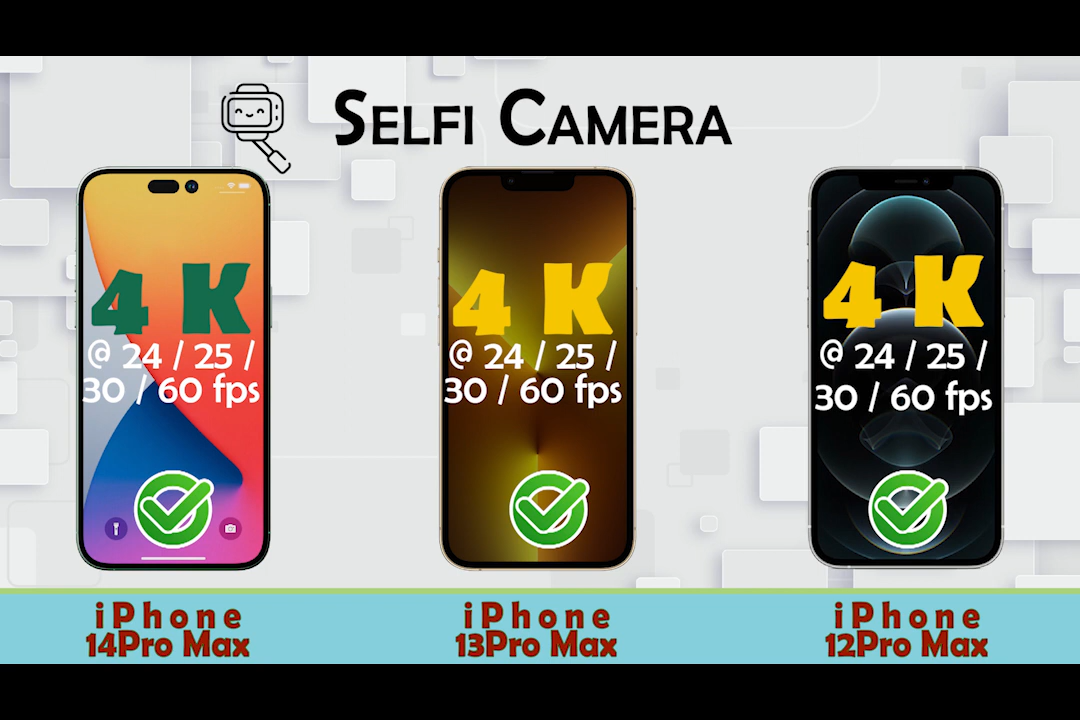 SELFI CAMERA
4 K
@ 24 / 25 /
30 / 60 fps
4 K
@ 24 / 25 /
30 / 60 fps
4 K
@ 24 / 25 /
30 / 60 fps
iPhone
14Pro Max
iPhone
13Pro Max
iPhone
12Pro Max